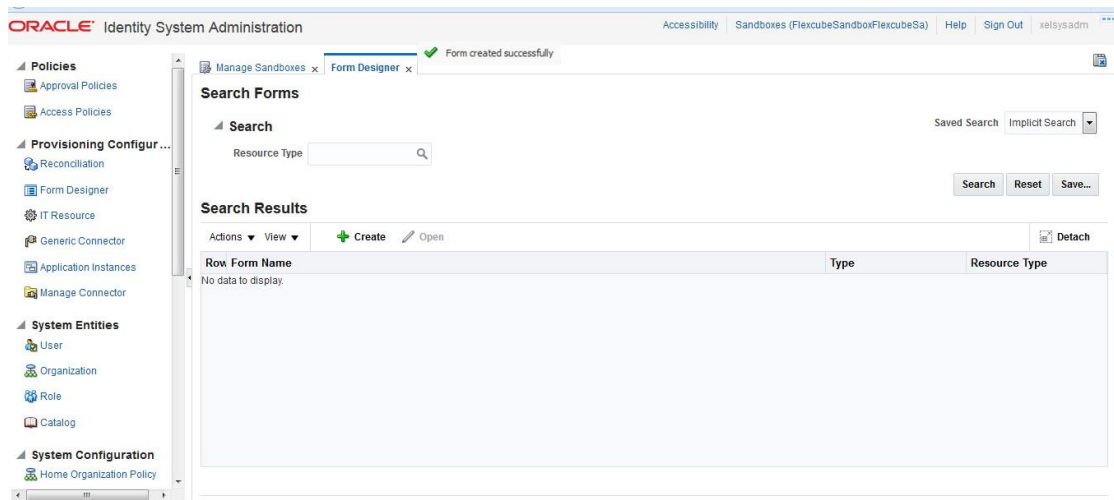 ORACLE Identity System Administration
Accessibility Sandboxes (FlexcubeSandboxFlexcubeSa) Help Sign Out xelsysadm
Form created successfully
Manage Sandboxes x Form Designer x
Policies
Approval Policies
Access Policies
Provisioning Configur...
Reconciliation
Form Designer
IT Resource
Generic Connector
Application Instances
Manage Connector
System Entities
User
Organization
Role
Catalog
System Configuration
Home Organization Policy
Search Forms
Search
Saved Search Implicit Search
Resource Type
Search Reset Save...
Search Results
Actions View Create Open Detach
Row Form Name Type Resource Type
No data to display.